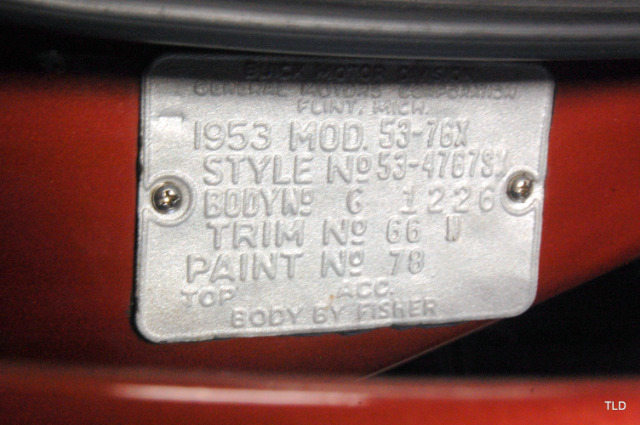 BUICK MOTOR DIVISION
GENERAL MOTORS CORPORATION
FLINT, MICH.
1953 MOD. 53-76X
STYLE Nº 53-4767SX
BODY Nº G 1226
TRIM Nº 66 W
PAINT Nº 78
TOP ACC.
BODY BY FISHER
TLD